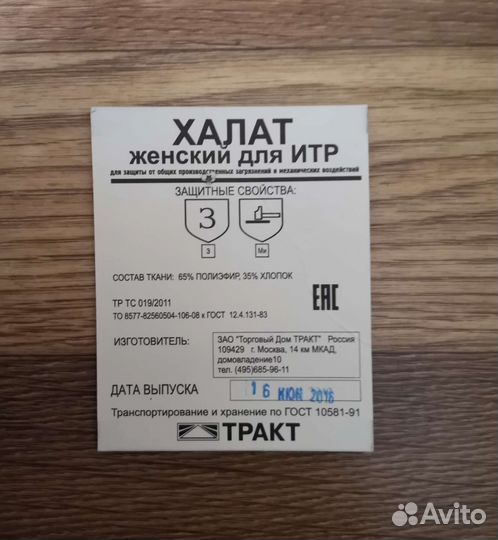 ХАЛАТ
женский для ИТР
для защиты от общих производственных загрязнений и механических воздействий
ЗАЩИТНЫЕ СВОЙСТВА:
З
З Ми
СОСТАВ ТКАНИ: 65% ПОЛИЭФИР, 35% ХЛОПОК
ТР ТС 019/2011
ТО 8577-82560504-106-08 к ГОСТ 12.4.131-83
ЕАС
ИЗГОТОВИТЕЛЬ:
ЗАО "Торговый Дом ТРАКТ" Россия
109429 г. Москва, 14 км МКАД,
домовладение10
тел. (495)685-96-11
ДАТА ВЫПУСКА 16 ИЮН 2016
Транспортирование и хранение по ГОСТ 10581-91
ТРАКТ
Avito